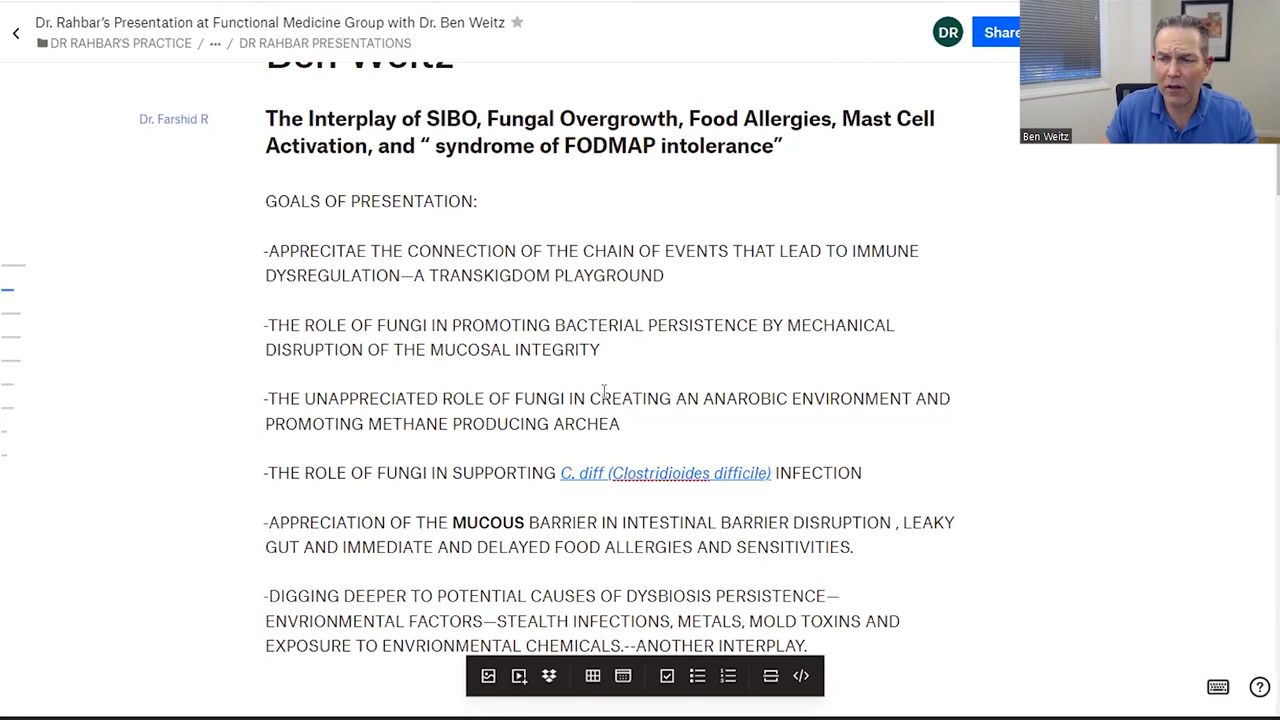 Dr. Rahbar's Presentation at Functional Medicine Group with Dr. Ben Weitz
DR RAHBAR'S PRACTICE / ··· / DR RAHBAR PRESENTATIONS
DR
Share
Ben Weitz
Ben Weitz
Dr. Farshid R
The Interplay of SIBO, Fungal Overgrowth, Food Allergies, Mast Cell
Activation, and “ syndrome of FODMAP intolerance”
GOALS OF PRESENTATION:
-APPRECITAE THE CONNECTION OF THE CHAIN OF EVENTS THAT LEAD TO IMMUNE
DYSREGULATION—A TRANSKIGDOM PLAYGROUND
-THE ROLE OF FUNGI IN PROMOTING BACTERIAL PERSISTENCE BY MECHANICAL
DISRUPTION OF THE MUCOSAL INTEGRITY
-THE UNAPPRECIATED ROLE OF FUNGI IN CREATING AN ANAROBIC ENVIRONMENT AND
PROMOTING METHANE PRODUCING ARCHEA
-THE ROLE OF FUNGI IN SUPPORTING C. diff (Clostridioides difficile) INFECTION
-APPRECIATION OF THE MUCOUS BARRIER IN INTESTINAL BARRIER DISRUPTION , LEAKY
GUT AND IMMEDIATE AND DELAYED FOOD ALLERGIES AND SENSITIVITIES.
-DIGGING DEEPER TO POTENTIAL CAUSES OF DYSBIOSIS PERSISTENCE—
ENVRIONMENTAL FACTORS—STEALTH INFECTIONS, METALS, MOLD TOXINS AND
EXPOSURE TO ENVRIONMENTAL CHEMICALS.--ANOTHER INTERPLAY.